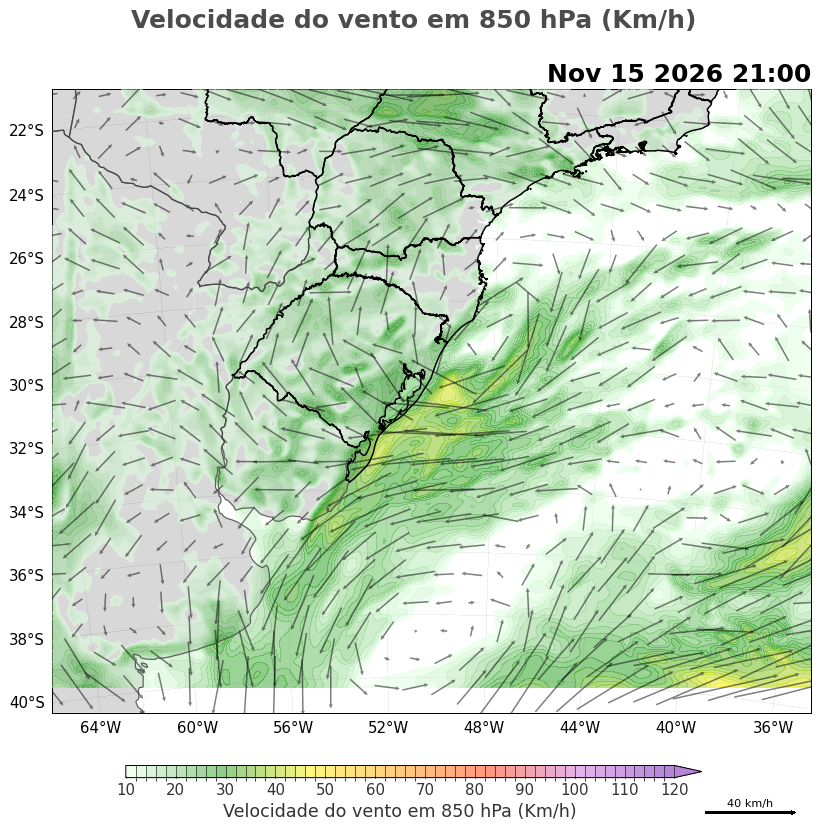 Velocidade do vento em 850 hPa (Km/h)
Nov 15 2026 21:00
22°S
24°S
26°S
28°S
30°S
32°S
34°S
36°S
38°S
40°S
64°W 60°W 56°W 52°W 48°W 44°W 40°W 36°W
10 20 30 40 50 60 70 80 90 100 110 120
Velocidade do vento em 850 hPa (Km/h)
40 km/h